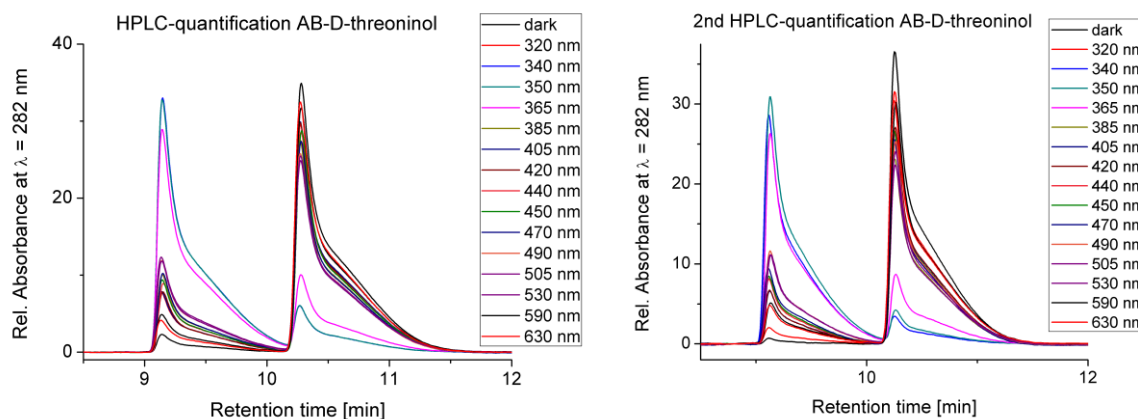 HPLC-quantification AB-D-threoninol
Rel. Absorbance at λ = 282 nm
40
20
0
9
10
11
12
Retention time [min]
dark
320 nm
340 nm
350 nm
365 nm
385 nm
405 nm
420 nm
440 nm
450 nm
470 nm
490 nm
505 nm
530 nm
590 nm
630 nm
2nd HPLC-quantification AB-D-threoninol
Rel. Absorbance at λ = 282 nm
30
20
10
0
10
12
Retention time [min]
dark
320 nm
340 nm
350 nm
365 nm
385 nm
405 nm
420 nm
440 nm
450 nm
470 nm
490 nm
505 nm
530 nm
590 nm
630 nm